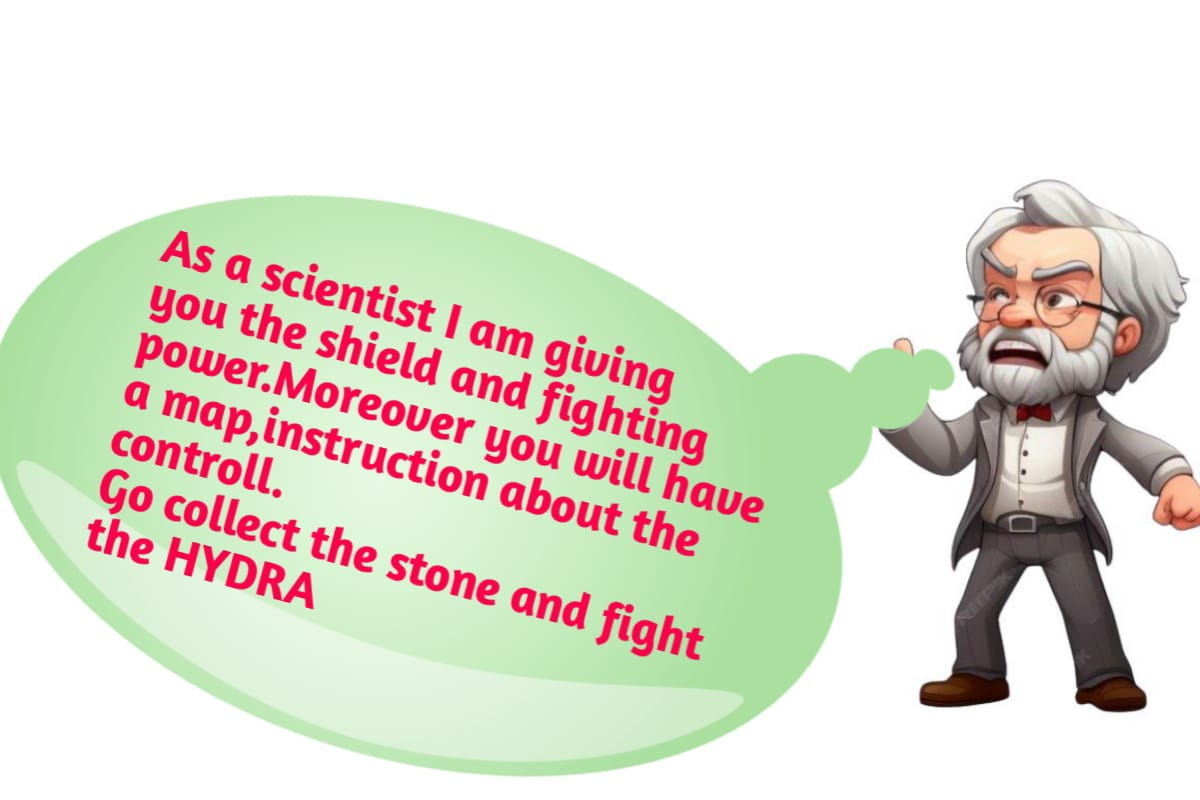 As a scientist I am giving
you the shield and fighting
power.Moreover you will have
a map,instruction about the
controll.
Go collect the stone and fight
the HYDRA